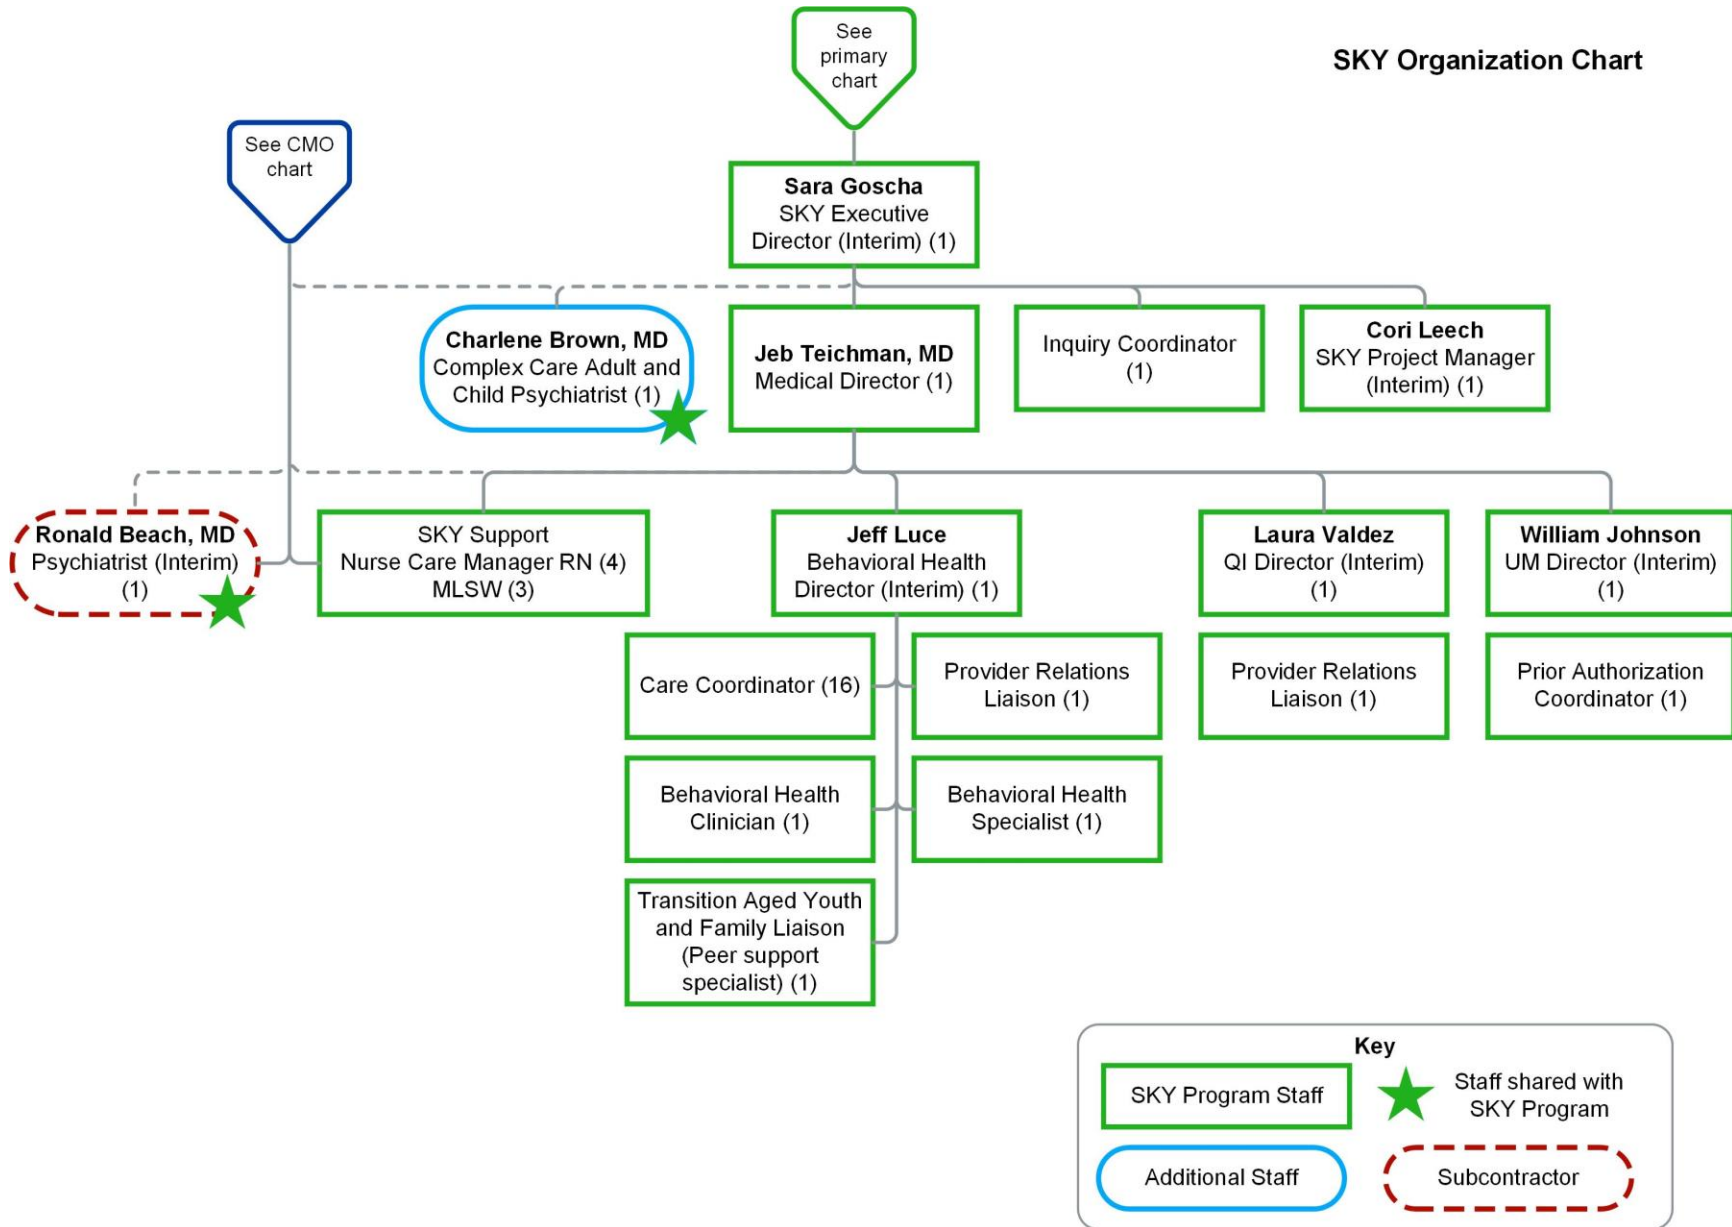 See
primary
chart
SKY Organization Chart
See CMO
chart
Sara Goscha
SKY Executive
Director (Interim) (1)
Charlene Brown, MD
Complex Care Adult and
Child Psychiatrist (1)
Jeb Teichman, MD
Medical Director (1)
Inquiry Coordinator
(1)
Cori Leech
SKY Project Manager
(Interim) (1)
Ronald Beach, MD
Psychiatrist (Interim)
(1)
SKY Support
Nurse Care Manager RN (4)
MLSW (3)
Jeff Luce
Behavioral Health
Director (Interim) (1)
Laura Valdez
QI Director (Interim)
(1)
William Johnson
UM Director (Interim)
(1)
Care Coordinator (16)
Provider Relations
Liaison (1)
Provider Relations
Liaison (1)
Prior Authorization
Coordinator (1)
Behavioral Health
Clinician (1)
Behavioral Health
Specialist (1)
Transition Aged Youth
and Family Liaison
(Peer support
specialist) (1)
Key
SKY Program Staff
Staff shared with
SKY Program
Additional Staff
Subcontractor